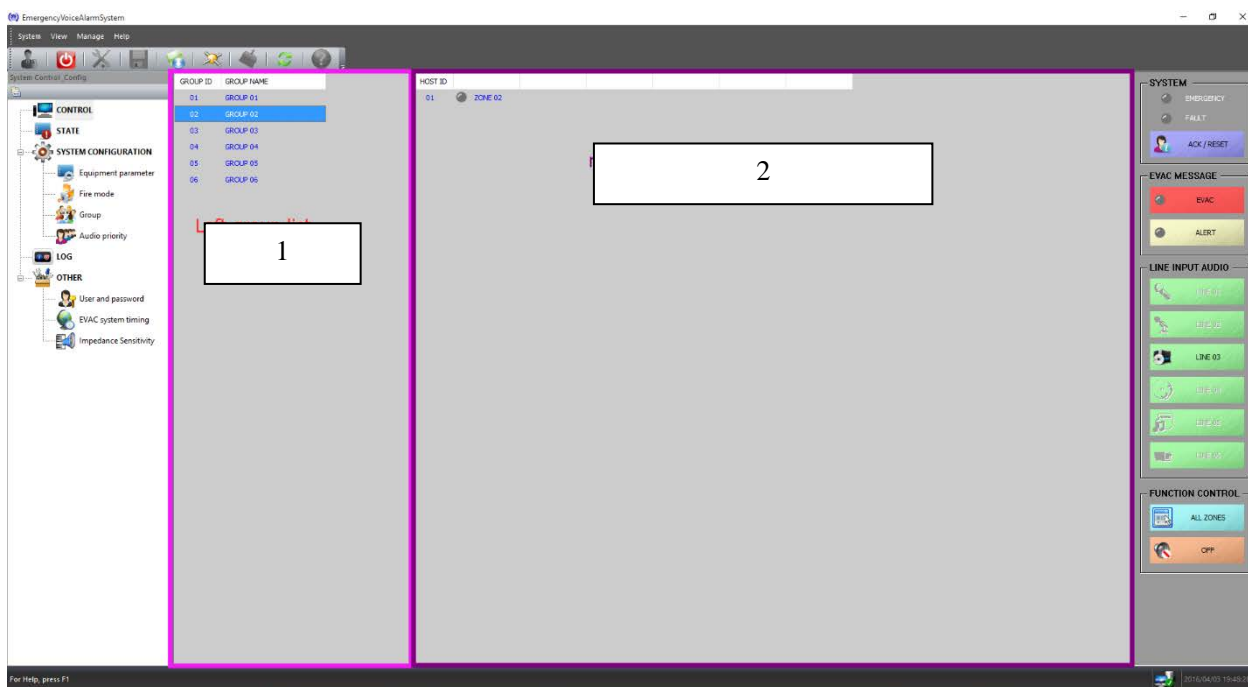 EmergencyVoiceAlarmSystem
System View Manage Help
System Control_Config
CONTROL
STATE
SYSTEM CONFIGURATION
Equipment parameter
Fire mode
Group
Audio priority
LOG
OTHER
User and password
EVAC system timing
Impedance Sensitivity
GROUP ID GROUP NAME
01 GROUP 01
02 GROUP 02
03 GROUP 03
04 GROUP 04
05 GROUP 05
06 GROUP 06
1
HOST ID
01 ZONE 02
2
SYSTEM
EMERGENCY
FAULT
ACK / RESET
EVAC MESSAGE
EVAC
ALERT
LINE INPUT AUDIO
LINE 01
LINE 02
LINE 03
FUNCTION CONTROL
ALL ZONES
OFF
For Help, press F1